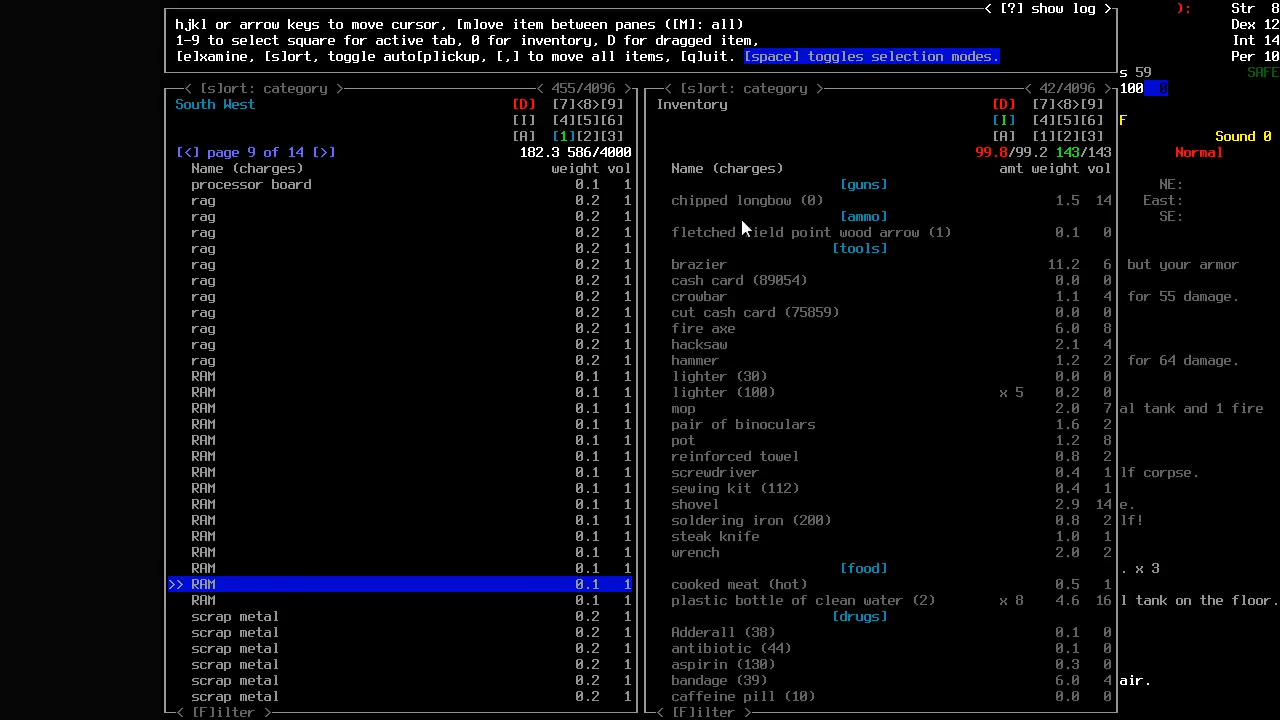 < [?] show log >
hjkl or arrow keys to move cursor, [m]ove item between panes ([M]: all)
1-9 to select square for active tab, 0 for inventory, D for dragged item,
[e]xamine, [s]ort, toggle auto[p]ickup, [,] to move all items, [q]uit. [space] toggles selection modes.
< [s]ort: category > < 455/4096 >
South West [D] [7]<8>[9]
[I] [4][5][6]
[A] [1][2][3]
[<] page 9 of 14 [>] 182.3 586/4000
Name (charges) weight vol
processor board 0.1 1
rag 0.2 1
rag 0.2 1
rag 0.2 1
rag 0.2 1
rag 0.2 1
rag 0.2 1
rag 0.2 1
rag 0.2 1
rag 0.2 1
rag 0.2 1
rag 0.2 1
RAM 0.1 1
RAM 0.1 1
RAM 0.1 1
RAM 0.1 1
RAM 0.1 1
RAM 0.1 1
RAM 0.1 1
RAM 0.1 1
RAM 0.1 1
RAM 0.1 1
RAM 0.1 1
RAM 0.1 1
RAM 0.1 1
>> RAM 0.1 1
RAM 0.1 1
scrap metal 0.2 1
scrap metal 0.2 1
scrap metal 0.2 1
scrap metal 0.2 1
scrap metal 0.2 1
scrap metal 0.2 1
< [F]ilter >
< [s]ort: category > < 42/4096 >
Inventory [D] [7]<8>[9]
[I] [4][5][6]
[A] [1][2][3]
99.8/99.2 143/143
Name (charges) amt weight vol
[guns]
chipped longbow (0) 1.5 14
[ammo]
fletched field point wood arrow (1) 0.1 0
[tools]
brazier 11.2 6
cash card (89054) 0.0 0
crowbar 1.1 4
cut cash card (75859) 0.0 0
fire axe 6.0 8
hacksaw 2.1 4
hammer 1.2 2
lighter (30) 0.0 0
lighter (100) x 5 0.2 0
mop 2.0 7
pair of binoculars 1.6 2
pot 1.2 8
reinforced towel 0.8 2
screwdriver 0.4 1
sewing kit (112) 0.4 1
shovel 2.9 14
soldering iron (200) 0.8 2
steak knife 1.0 1
wrench 2.0 2
[food]
cooked meat (hot) 0.5 1
plastic bottle of clean water (2) x 8 4.6 16
[drugs]
Adderall (38) 0.1 0
antibiotic (44) 0.1 0
aspirin (130) 0.3 0
bandage (39) 6.0 4
caffeine pill (10) 0.0 0
< [F]ilter >
): Str 8
Dex 12
Int 14
Per 10
s 59 SAFE
100 0
F
Sound 0
Normal
NE:
East:
SE:
but your armor
for 55 damage.
for 64 damage.
al tank and 1 fire
lf corpse.
e.
lf!
. x 3
l tank on the floor.
air.